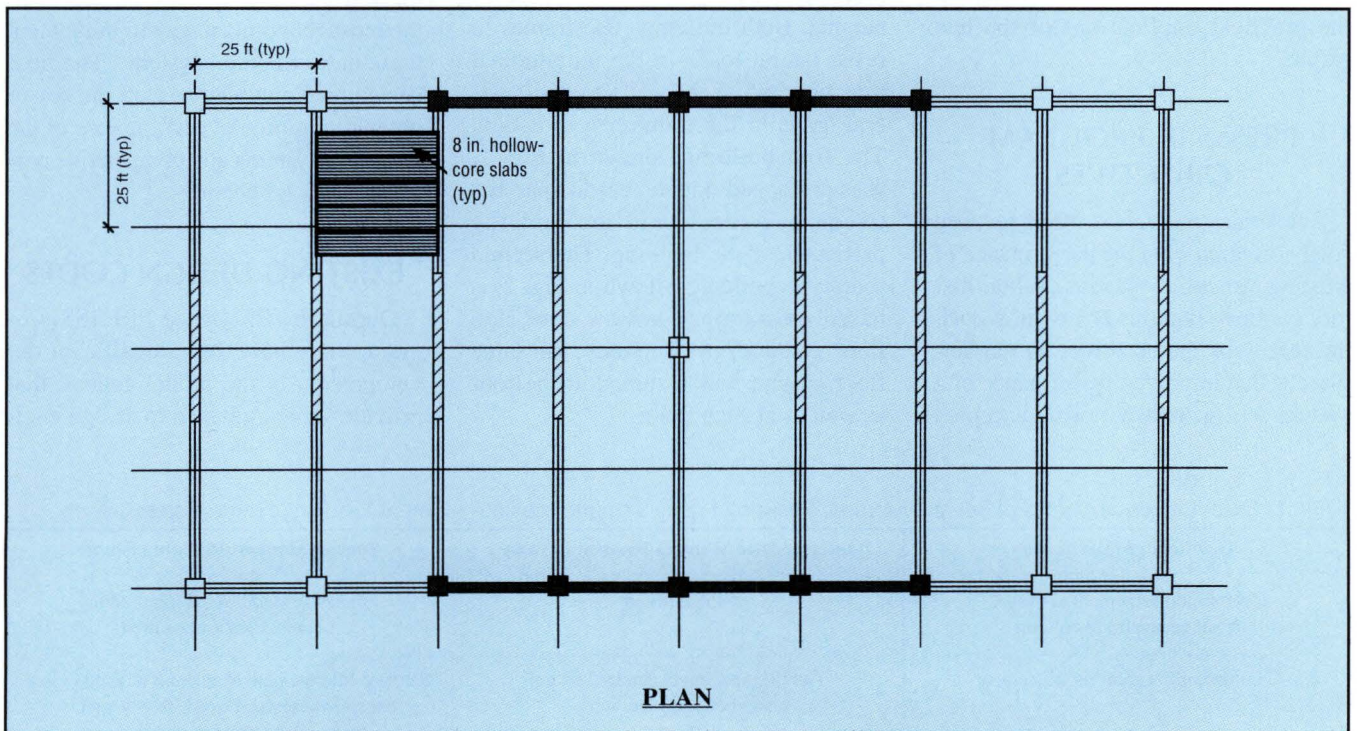 25 ft (typ)
25 ft (typ)
8 in. hollow-
core slabs
(typ)
PLAN